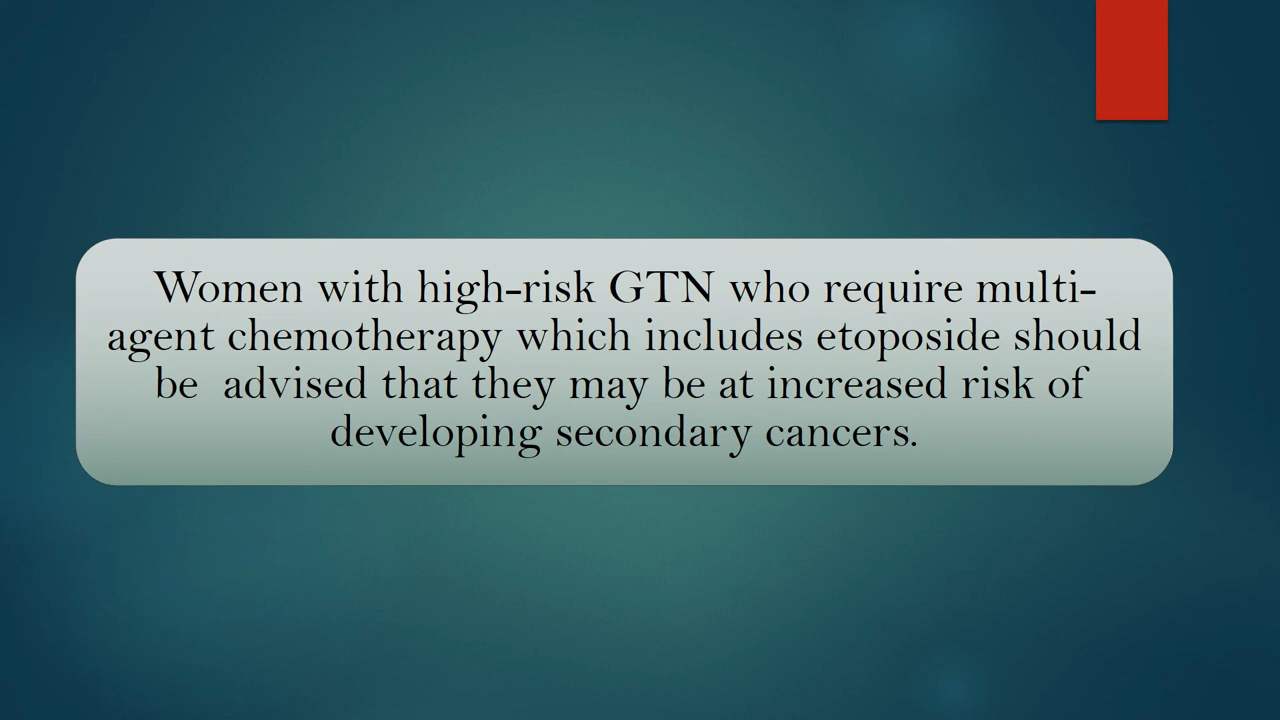 Women with high-risk GTN who require multi-
agent chemotherapy which includes etoposide should
be  advised that they may be at increased risk of
developing secondary cancers.